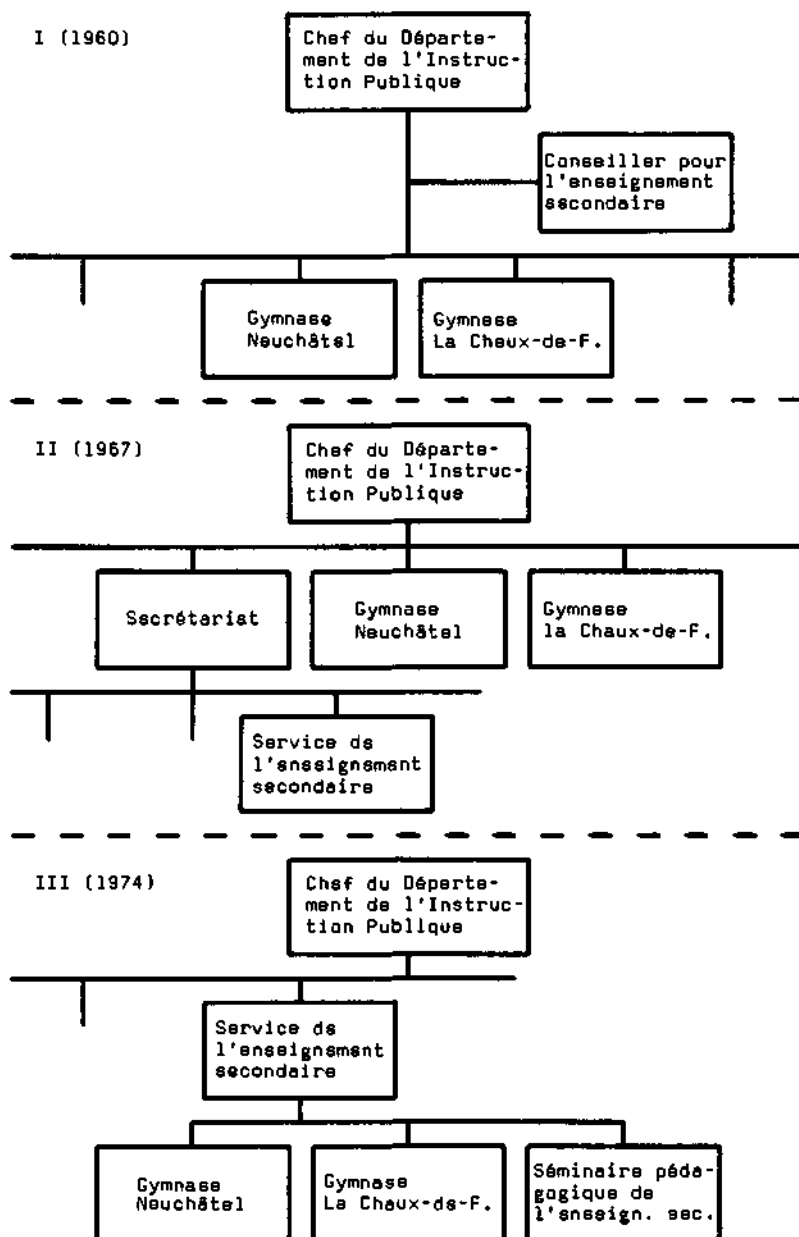 I (1960)
Chef du Départe-
ment de l'Instruc-
tion Publique
Conseiller pour
l'enseignement
secondaire
Gymnase
Neuchâtel
Gymnase
La Chaux-de-F.
II (1967)
Chef du Départe-
ment de l'Instruc-
tion Publique
Secrétariat
Gymnase
Neuchâtel
Gymnase
la Chaux-de-F.
Service de
l'enseignement
secondaire
III (1974)
Chef du Départe-
ment de l'Instruc-
tion Publique
Service de
l'enseignement
secondaire
Gymnase
Neuchâtel
Gymnase
La Chaux-de-F.
Séminaire péda-
gogique de
l'enseign. sec.